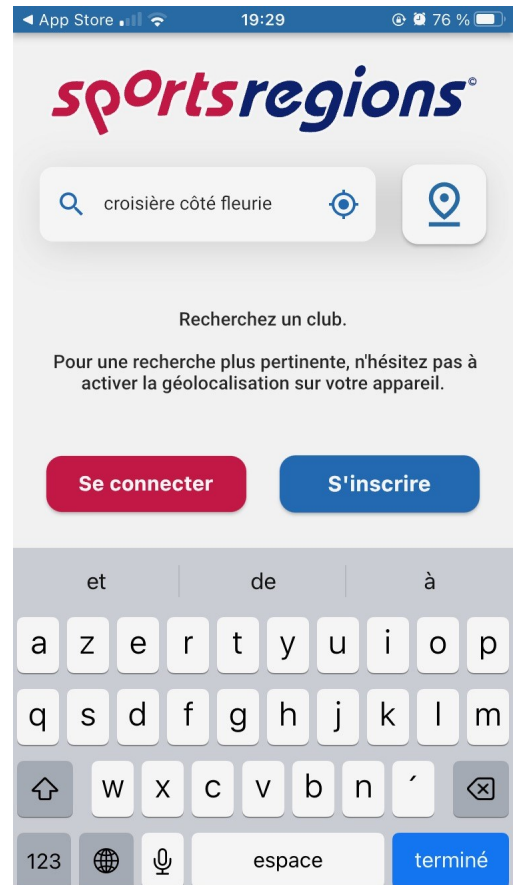 App Store 19:29 76 %
sportsregions©
croisière côté fleurie
Recherchez un club.
Pour une recherche plus pertinente, n'hésitez pas à
activer la géolocalisation sur votre appareil.
Se connecter S'inscrire
et de à
a z e r t y u i o p
q s d f g h j k l m
w x c v b n ´
123 espace terminé